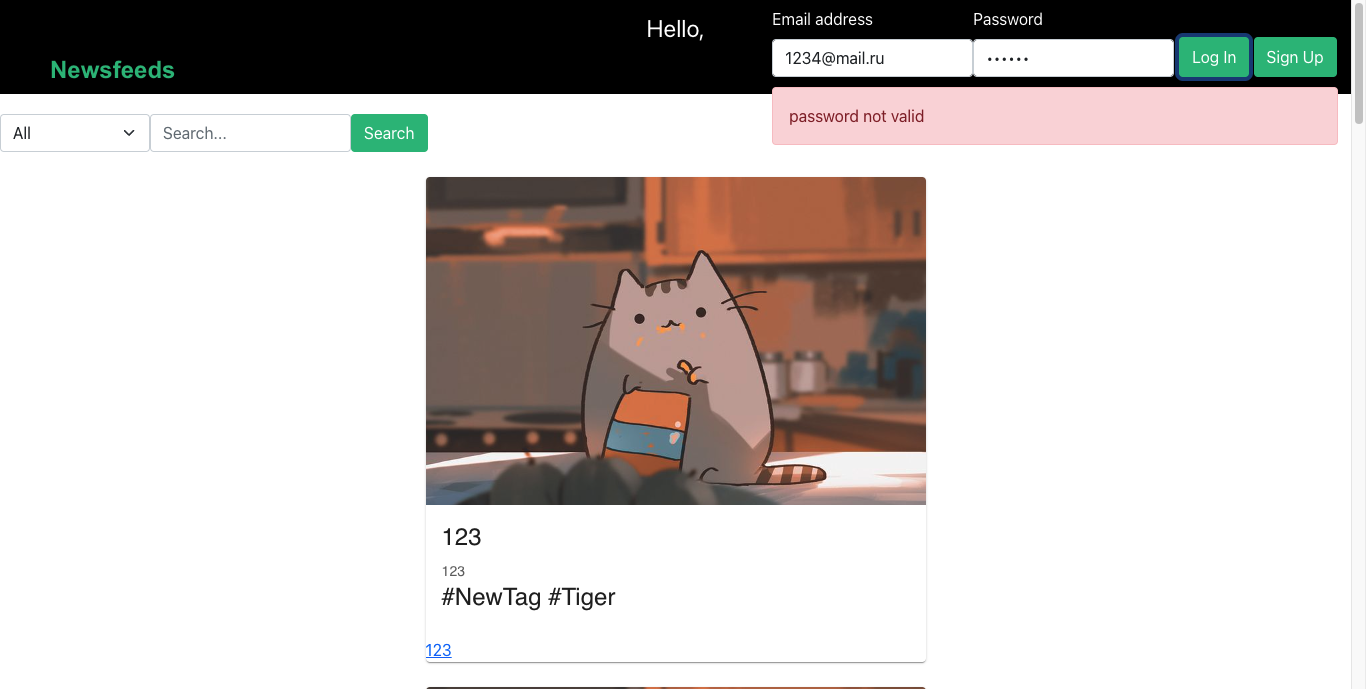 Hello,
Email address
Password
Newsfeeds
1234@mail.ru
••••••
Log In
Sign Up
password not valid
All
Search...
Search
123
123
#NewTag #Tiger
123